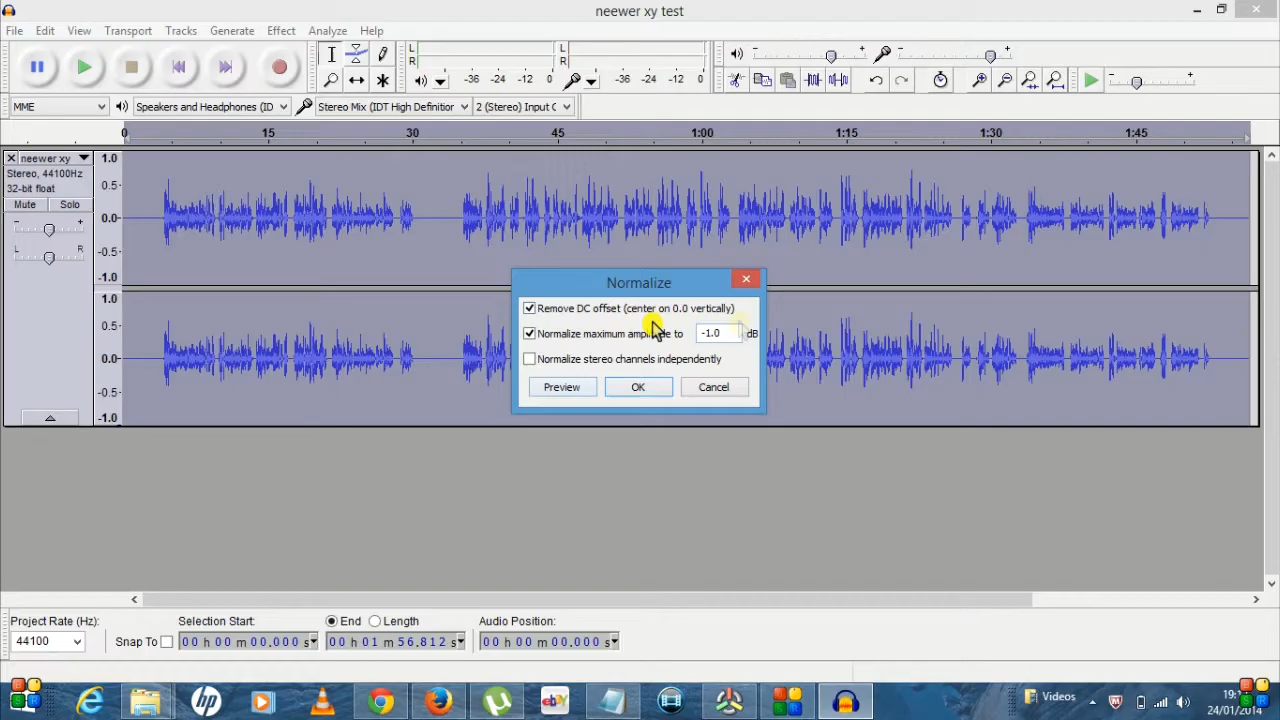 neewer xy test
File Edit View Transport Tracks Generate Effect Analyze Help
L R -36 -24 -12 0 L R -36 -24 -12 0
MME Speakers and Headphones (ID Stereo Mix (IDT High Definition 2 (Stereo) Input C
0 15 30 45 1:00 1:15 1:30 1:45
neewer xy
Stereo, 44100Hz
32-bit float
Mute Solo
- +
L R
1.0
0.5
0.0
-0.5
-1.0
1.0
0.5
0.0
-0.5
-1.0
Normalize
Remove DC offset (center on 0.0 vertically)
Normalize maximum amplitude to -1.0 dB
Normalize stereo channels independently
Preview OK Cancel
Project Rate (Hz): Selection Start: End Length Audio Position:
44100 Snap To 00 h 00 m 00.000 s 00 h 01 m 56.812 s 00 h 00 m 00.000 s
hp ebY Videos
24/01/2014